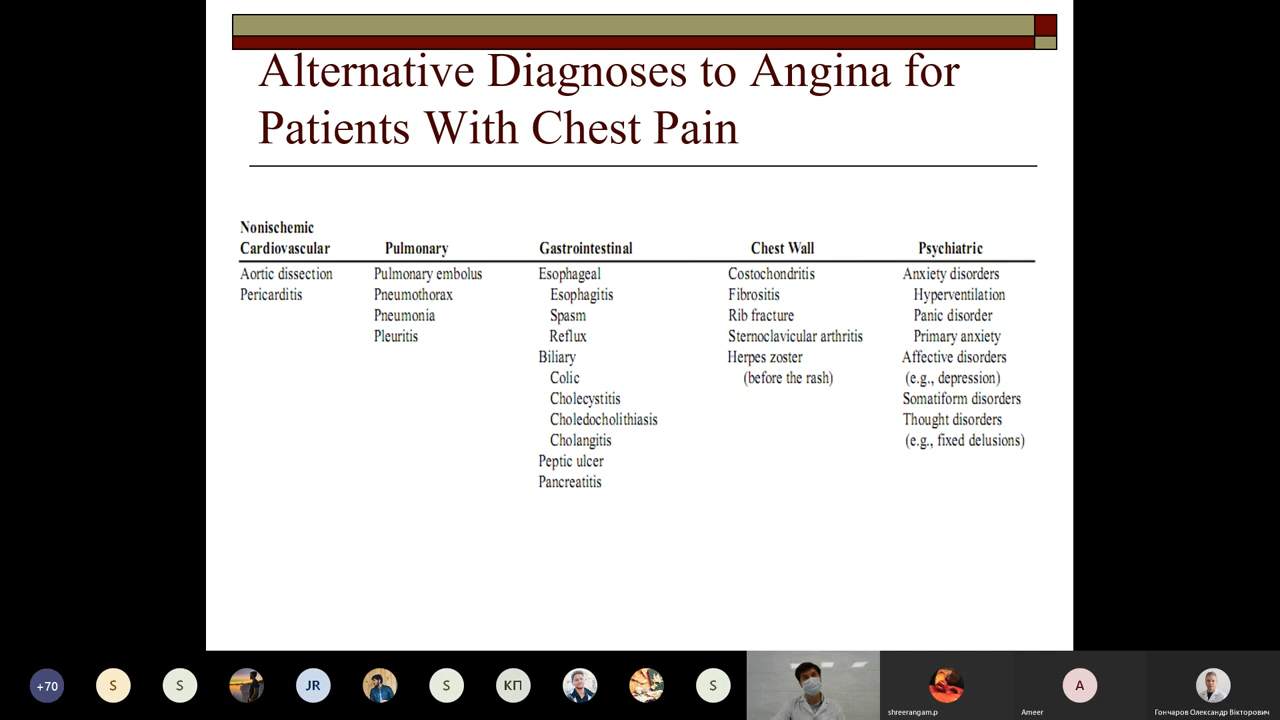 Alternative Diagnoses to Angina for
Patients With Chest Pain
Nonischemic
Cardiovascular
Aortic dissection
Pericarditis
Pulmonary
Pulmonary embolus
Pneumothorax
Pneumonia
Pleuritis
Gastrointestinal
Esophageal
Esophagitis
Spasm
Reflux
Biliary
Colic
Cholecystitis
Choledocholithiasis
Cholangitis
Peptic ulcer
Pancreatitis
Chest Wall
Costochondritis
Fibrositis
Rib fracture
Sternoclavicular arthritis
Herpes zoster
(before the rash)
Psychiatric
Anxiety disorders
Hyperventilation
Panic disorder
Primary anxiety
Affective disorders
(e.g., depression)
Somatiform disorders
Thought disorders
(e.g., fixed delusions)
+70
S
S
JR
S
КП
S
shreerangam.p
A
Ameer
Гончаров Олександр Вікторович